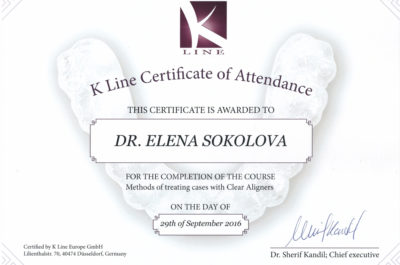 K
LINE
K Line Certificate of Attendance
THIS CERTIFICATE IS AWARDED TO
DR. ELENA SOKOLOVA
FOR THE COMPLETION OF THE COURSE
Methods of treating cases with Clear Aligners
ON THE DAY OF
29th of September 2016
Certified by K Line Europe GmbH
Lilienthalstr. 70, 40474 Düsseldorf, Germany
Dr. Sherif Kandil; Chief executive